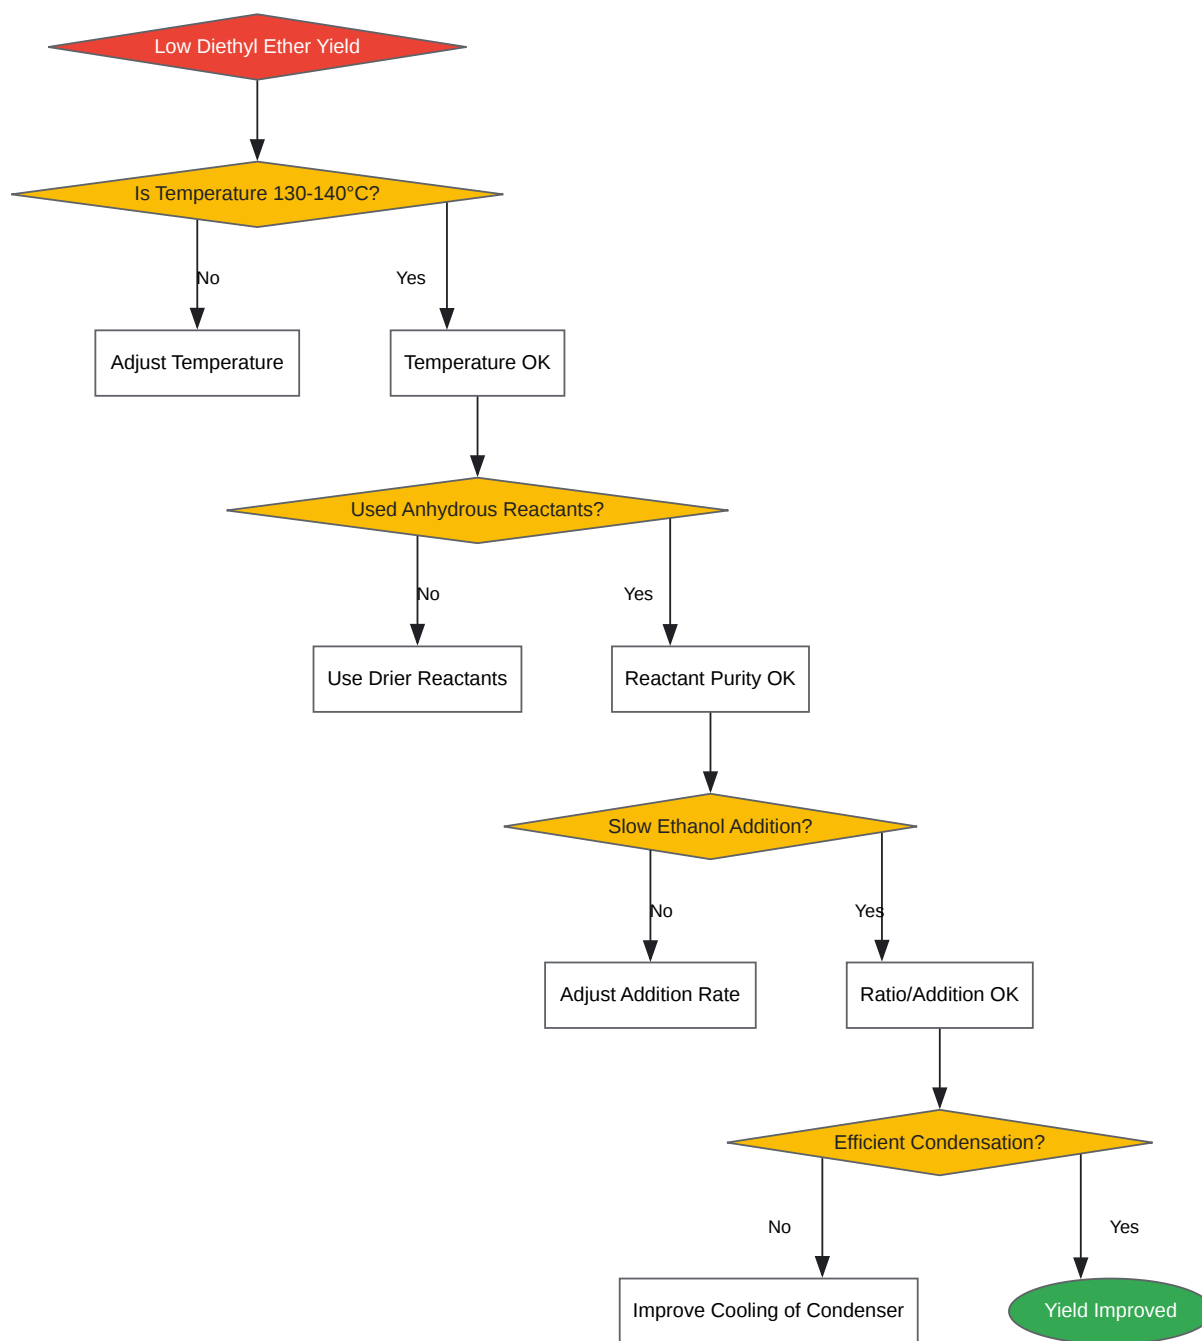 Low Diethyl Ether Yield
Is Temperature 130-140°C?
No
Yes
Adjust Temperature
Temperature OK
Used Anhydrous Reactants?
No
Yes
Use Drier Reactants
Reactant Purity OK
Slow Ethanol Addition?
No
Yes
Adjust Addition Rate
Ratio/Addition OK
Efficient Condensation?
No
Yes
Improve Cooling of Condenser
Yield Improved